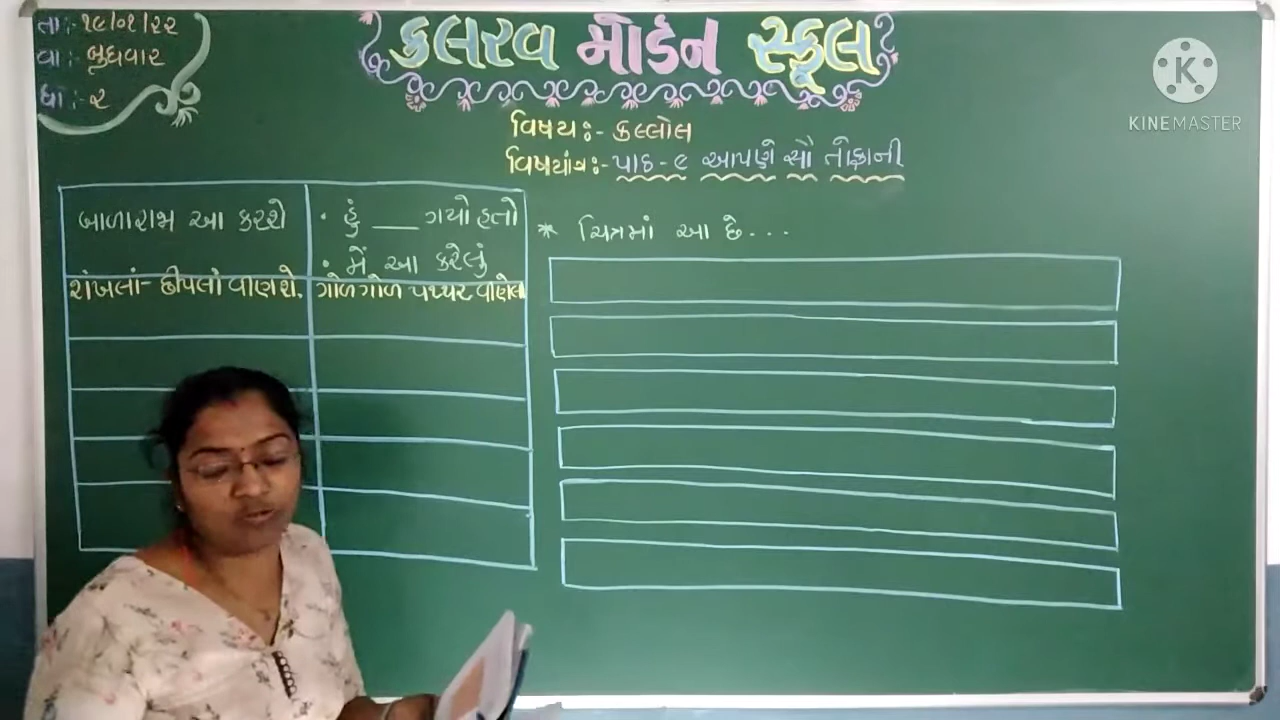 તા:-૧૯/૦૧/૨૨
વા:- બુધવાર
ધો:-૨
કલરવ મોર્ડન સ્કૂલ
KINEMASTER
વિષય:- કલ્લોલ
વિષયાંગ:- પાઠ-૯ આપણે સૌ તોફાની
બાળારામ આ કરશે
• હું ___ ગયો હતો
• મેં આ કરેલું
શંખલાં-છીપલાં વીણશે.
ગોળ ગોળ પથ્થર વીણેલા
* ચિત્રમાં આ છે...